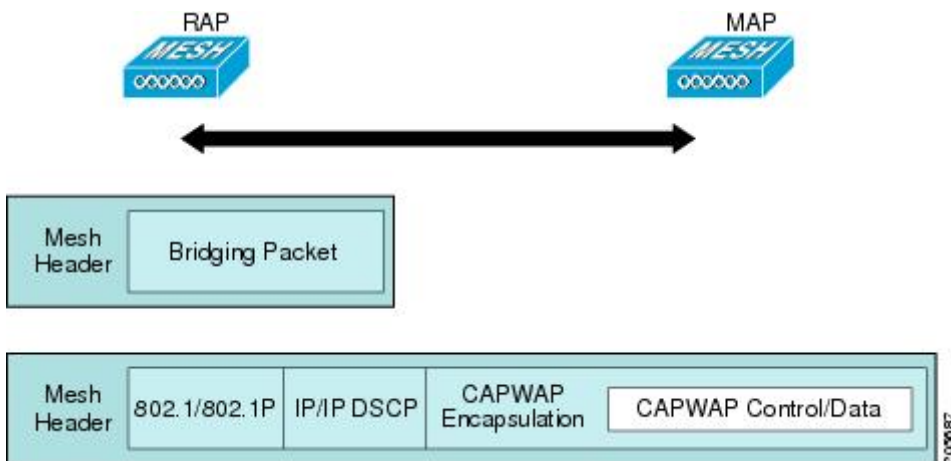 RAP
MAP
MESH
MESH
Mesh
Header
Bridging Packet
Mesh
Header
802.1/802.1P
IP/IP DSCP
CAPWAP
Encapsulation
CAPWAP Control/Data